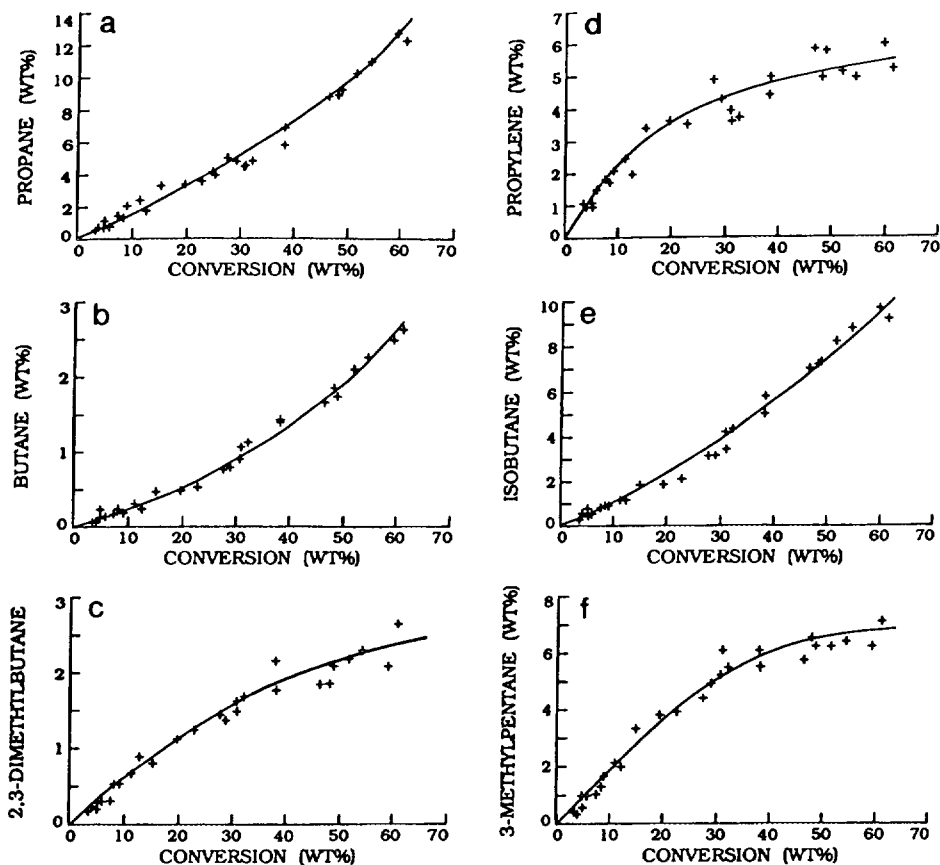 a
PROPANE (WT%)
14
12
10
8
6
4
2
0
0 10 20 30 40 50 60 70
CONVERSION (WT%)
d
PROPYLENE (WT%)
7
6
5
4
3
2
1
0
0 10 20 30 40 50 60 70
CONVERSION (WT%)
b
BUTANE (WT%)
3
2
1
0
0 10 20 30 40 50 60 70
CONVERSION (WT%)
e
ISOBUTANE (WT%)
10
8
6
4
2
0
0 10 20 30 40 50 60 70
CONVERSION (WT%)
c
2,3-DIMETHYLBUTANE
3
2
1
0
0 10 20 30 40 50 60 70
CONVERSION (WT%)
f
3-METHYLPENTANE (WT%)
8
6
4
2
0
0 10 20 30 40 50 60 70
CONVERSION (WT%)